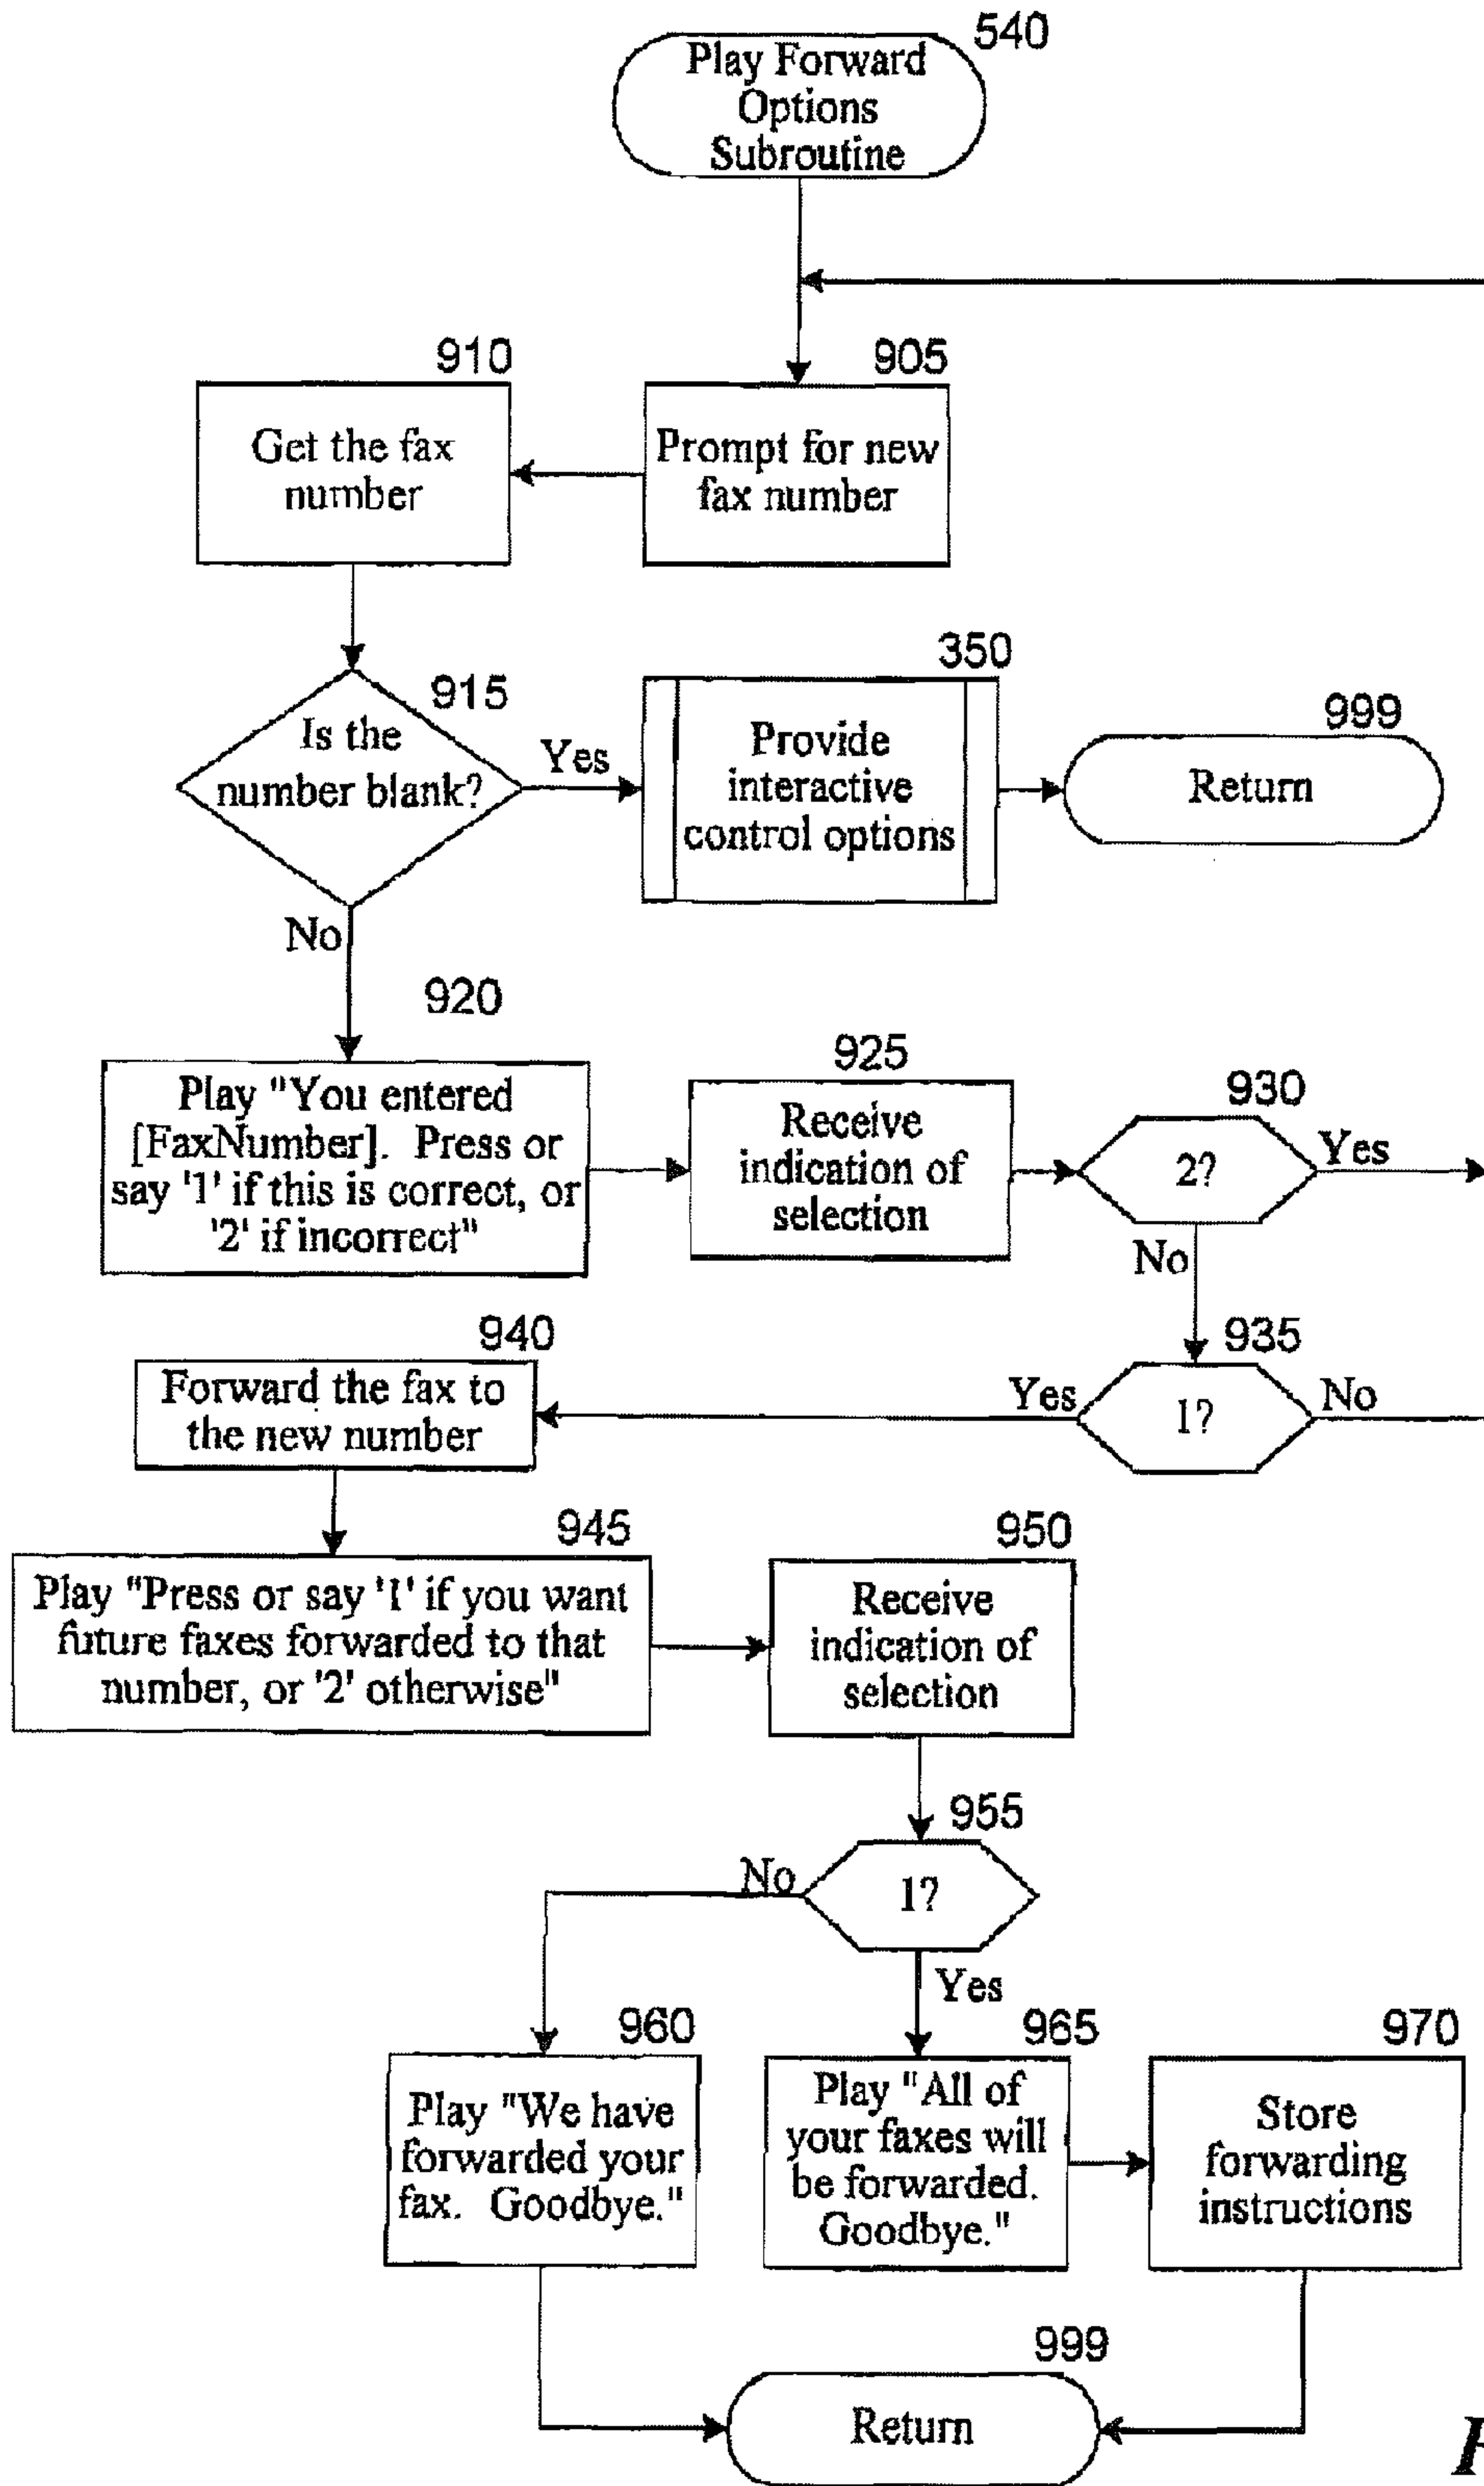 540
Play Forward
Options
Subroutine
910
905
Get the fax
number
Prompt for new
fax number
915
Is the
number blank?
Yes
350
Provide
interactive
control options
999
Return
No
920
Play "You entered
[FaxNumber]. Press or
say '1' if this is correct, or
'2' if incorrect"
925
Receive
indication of
selection
930
2?
Yes
No
940
Forward the fax to
the new number
935
Yes
1?
No
945
Play "Press or say '1' if you want
future faxes forwarded to that
number, or '2' otherwise"
950
Receive
indication of
selection
955
No
1?
Yes
960
Play "We have
forwarded your
fax. Goodbye."
965
Play "All of
your faxes will
be forwarded.
Goodbye."
970
Store
forwarding
instructions
999
Return